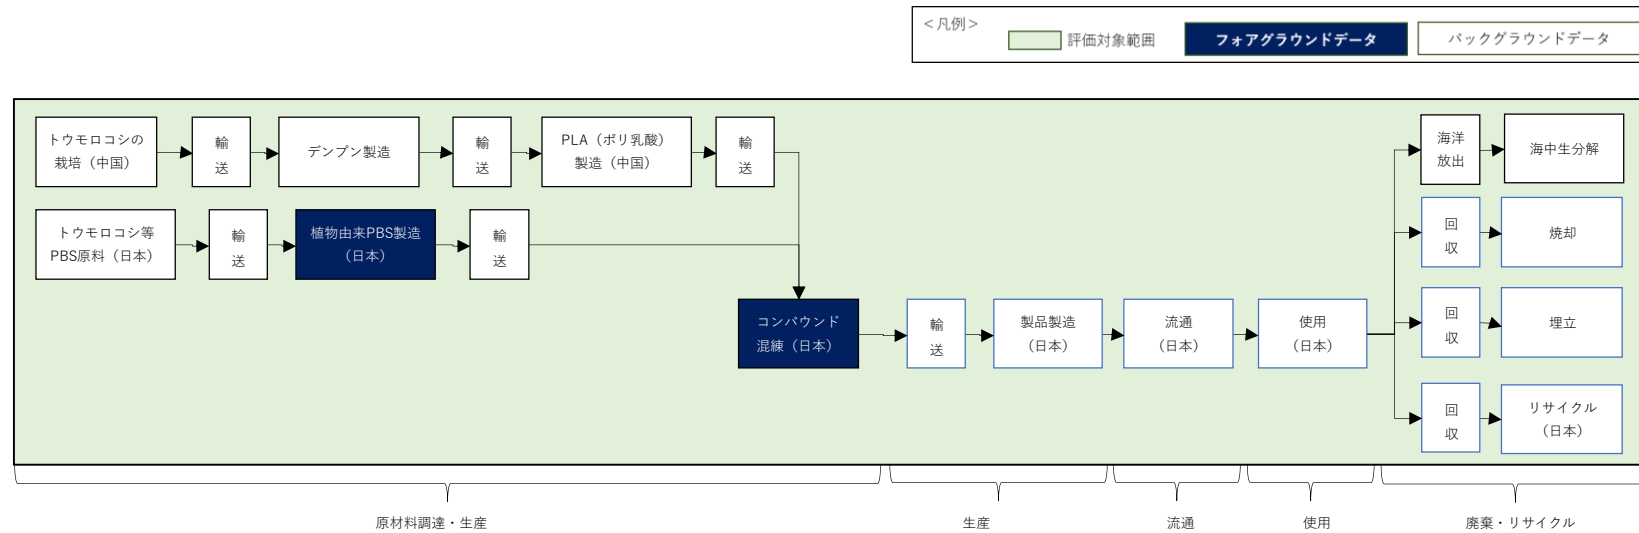 ＜凡例＞
評価対象範囲
フォアグラウンドデータ
バックグラウンドデータ
トウモロコシの
栽培（中国）
輸
送
デンプン製造
輸
送
PLA（ポリ乳酸）
製造（中国）
輸
送
トウモロコシ等
PBS原料（日本）
輸
送
植物由来PBS製造
（日本）
輸
送
コンパウンド
混練（日本）
輸
送
製品製造
（日本）
流通
（日本）
使用
（日本）
海洋
放出
海中生分解
回
収
焼却
回
収
埋立
回
収
リサイクル
（日本）
原材料調達・生産
生産
流通
使用
廃棄・リサイクル